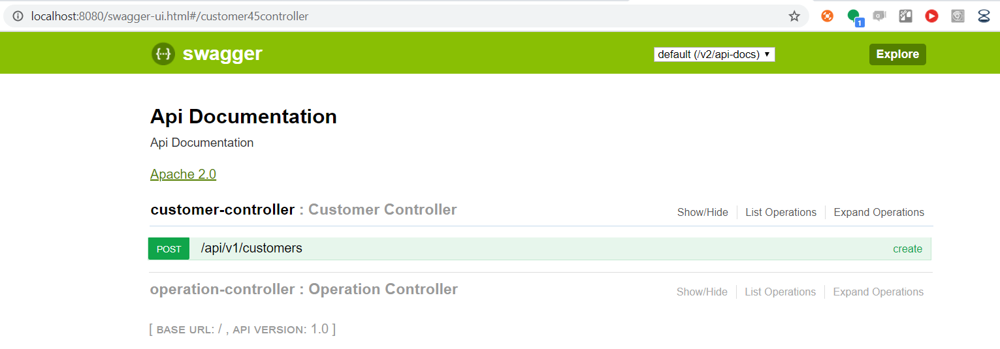 localhost:8080/swagger-ui.html#/customer45controller
1
{···} swagger default (/v2/api-docs) ▼ Explore
Api Documentation
Api Documentation
Apache 2.0
customer-controller : Customer Controller Show/Hide List Operations Expand Operations
POST /api/v1/customers create
operation-controller : Operation Controller Show/Hide List Operations Expand Operations
[ BASE URL: / , API VERSION: 1.0 ]